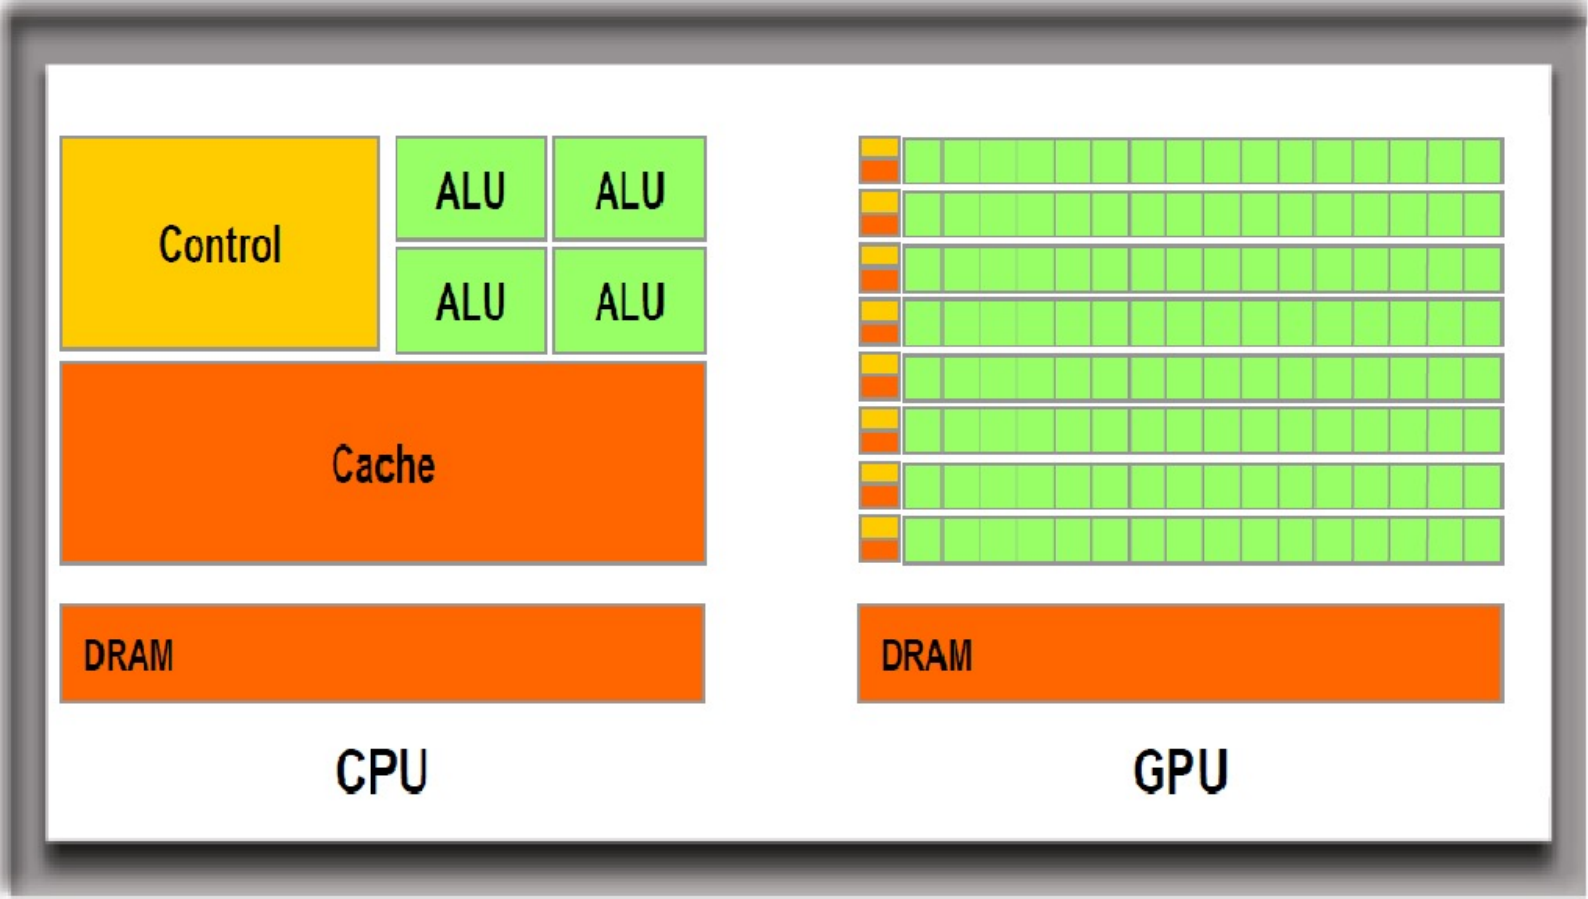 Control
ALU ALU
ALU ALU
Cache
DRAM
CPU
DRAM
GPU